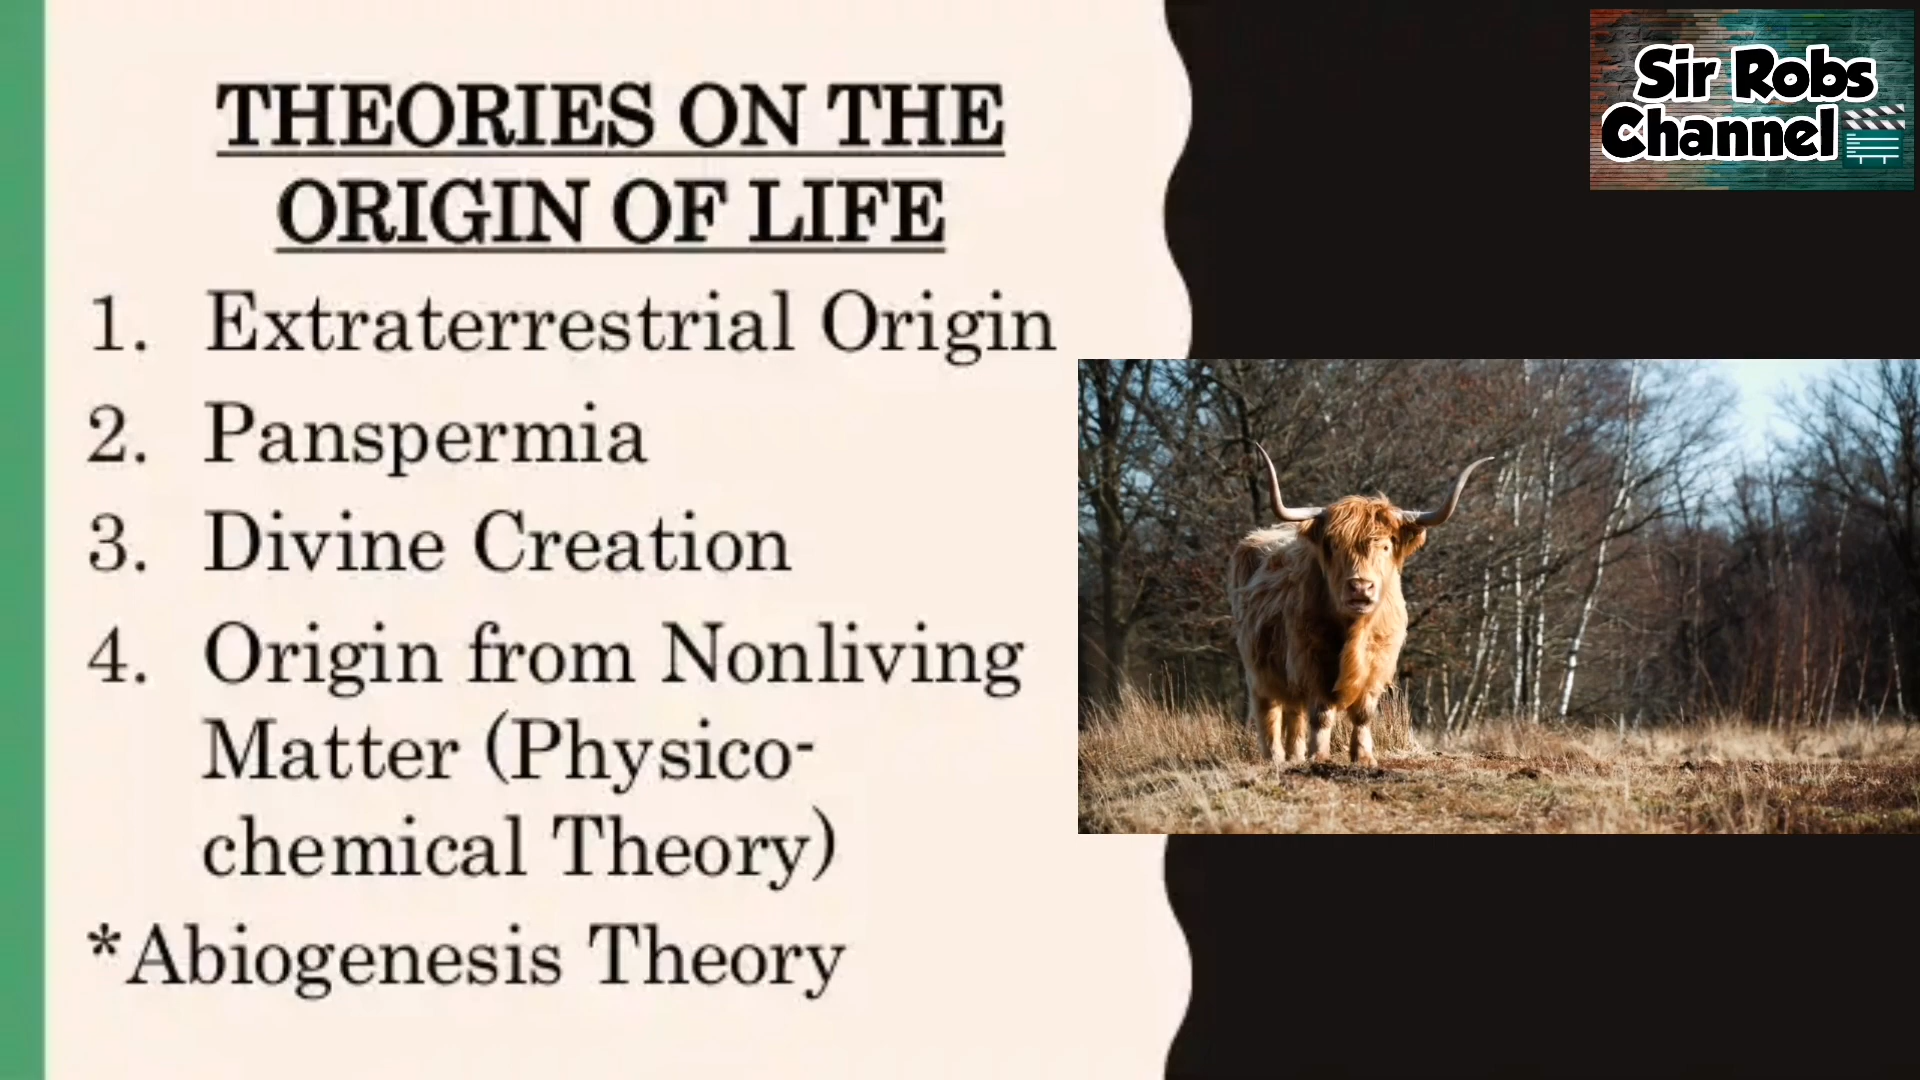 THEORIES ON THE
ORIGIN OF LIFE
1. Extraterrestrial Origin
2. Panspermia
3. Divine Creation
4. Origin from Nonliving
Matter (Physico-
chemical Theory)
*Abiogenesis Theory
Sir Robs
Channel